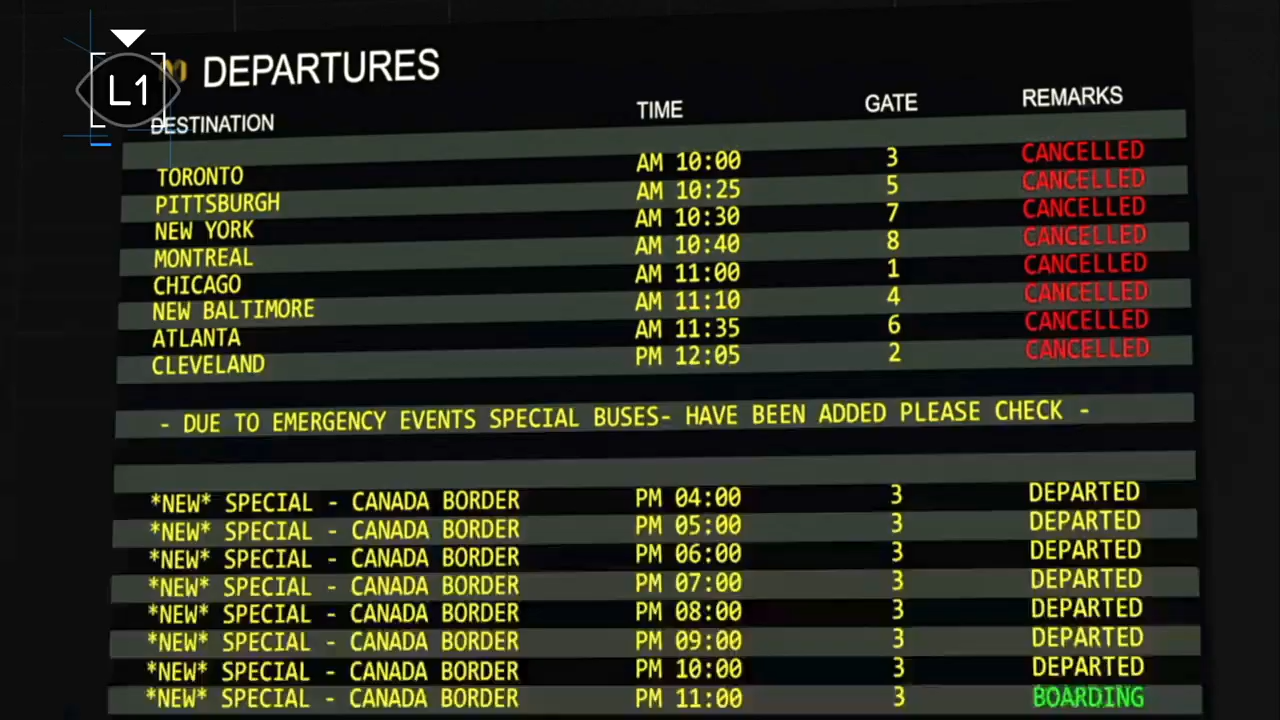 L1
DEPARTURES
DESTINATION TIME GATE REMARKS
TORONTO AM 10:00 3 CANCELLED
PITTSBURGH AM 10:25 5 CANCELLED
NEW YORK AM 10:30 7 CANCELLED
MONTREAL AM 10:40 8 CANCELLED
CHICAGO AM 11:00 1 CANCELLED
NEW BALTIMORE AM 11:10 4 CANCELLED
ATLANTA AM 11:35 6 CANCELLED
CLEVELAND PM 12:05 2 CANCELLED
- DUE TO EMERGENCY EVENTS SPECIAL BUSES- HAVE BEEN ADDED PLEASE CHECK -
*NEW* SPECIAL - CANADA BORDER PM 04:00 3 DEPARTED
*NEW* SPECIAL - CANADA BORDER PM 05:00 3 DEPARTED
*NEW* SPECIAL - CANADA BORDER PM 06:00 3 DEPARTED
*NEW* SPECIAL - CANADA BORDER PM 07:00 3 DEPARTED
*NEW* SPECIAL - CANADA BORDER PM 08:00 3 DEPARTED
*NEW* SPECIAL - CANADA BORDER PM 09:00 3 DEPARTED
*NEW* SPECIAL - CANADA BORDER PM 10:00 3 DEPARTED
*NEW* SPECIAL - CANADA BORDER PM 11:00 3 BOARDING